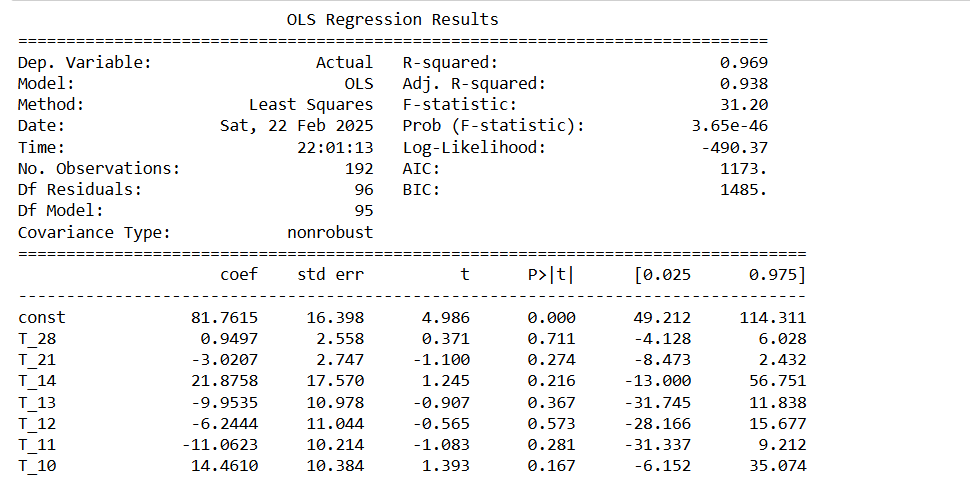 OLS Regression Results
==============================================================================
Dep. Variable:                 Actual   R-squared:                       0.969
Model:                            OLS   Adj. R-squared:                  0.938
Method:                 Least Squares   F-statistic:                     31.20
Date:                Sat, 22 Feb 2025   Prob (F-statistic):           3.65e-46
Time:                        22:01:13   Log-Likelihood:                -490.37
No. Observations:                 192   AIC:                             1173.
Df Residuals:                      96   BIC:                             1485.
Df Model:                          95
Covariance Type:            nonrobust
==================================================================================
                     coef    std err          t      P>|t|      [0.025      0.975]
----------------------------------------------------------------------------------
const             81.7615     16.398      4.986      0.000      49.212     114.311
T_28               0.9497      2.558      0.371      0.711      -4.128       6.028
T_21              -3.0207      2.747     -1.100      0.274      -8.473       2.432
T_14              21.8758     17.570      1.245      0.216     -13.000      56.751
T_13              -9.9535     10.978     -0.907      0.367     -31.745      11.838
T_12              -6.2444     11.044     -0.565      0.573     -28.166      15.677
T_11             -11.0623     10.214     -1.083      0.281     -31.337       9.212
T_10              14.4610     10.384      1.393      0.167      -6.152      35.074